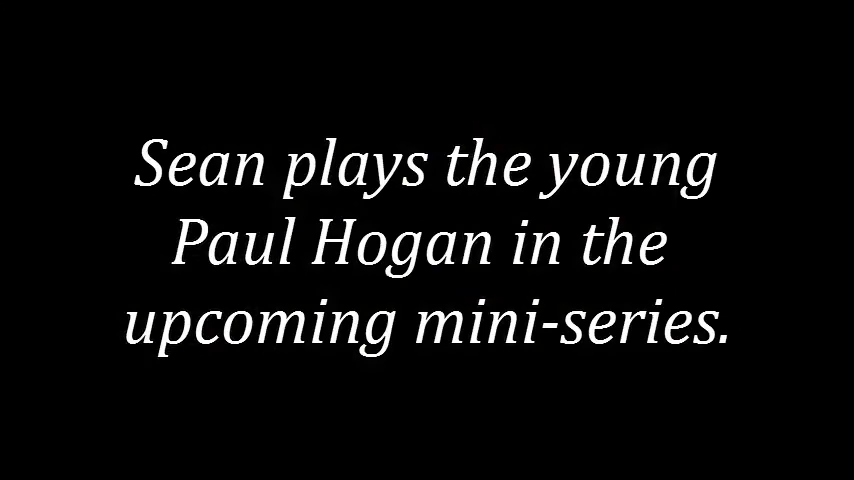 Sean plays the young
Paul Hogan in the
upcoming mini-series.